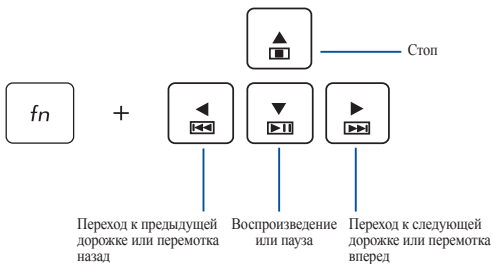 Стоп
fn
+
Переход к предыдущей
дорожке или перемотка
назад
Воспроизведение
или пауза
Переход к следующей
дорожке или перемотка
вперед